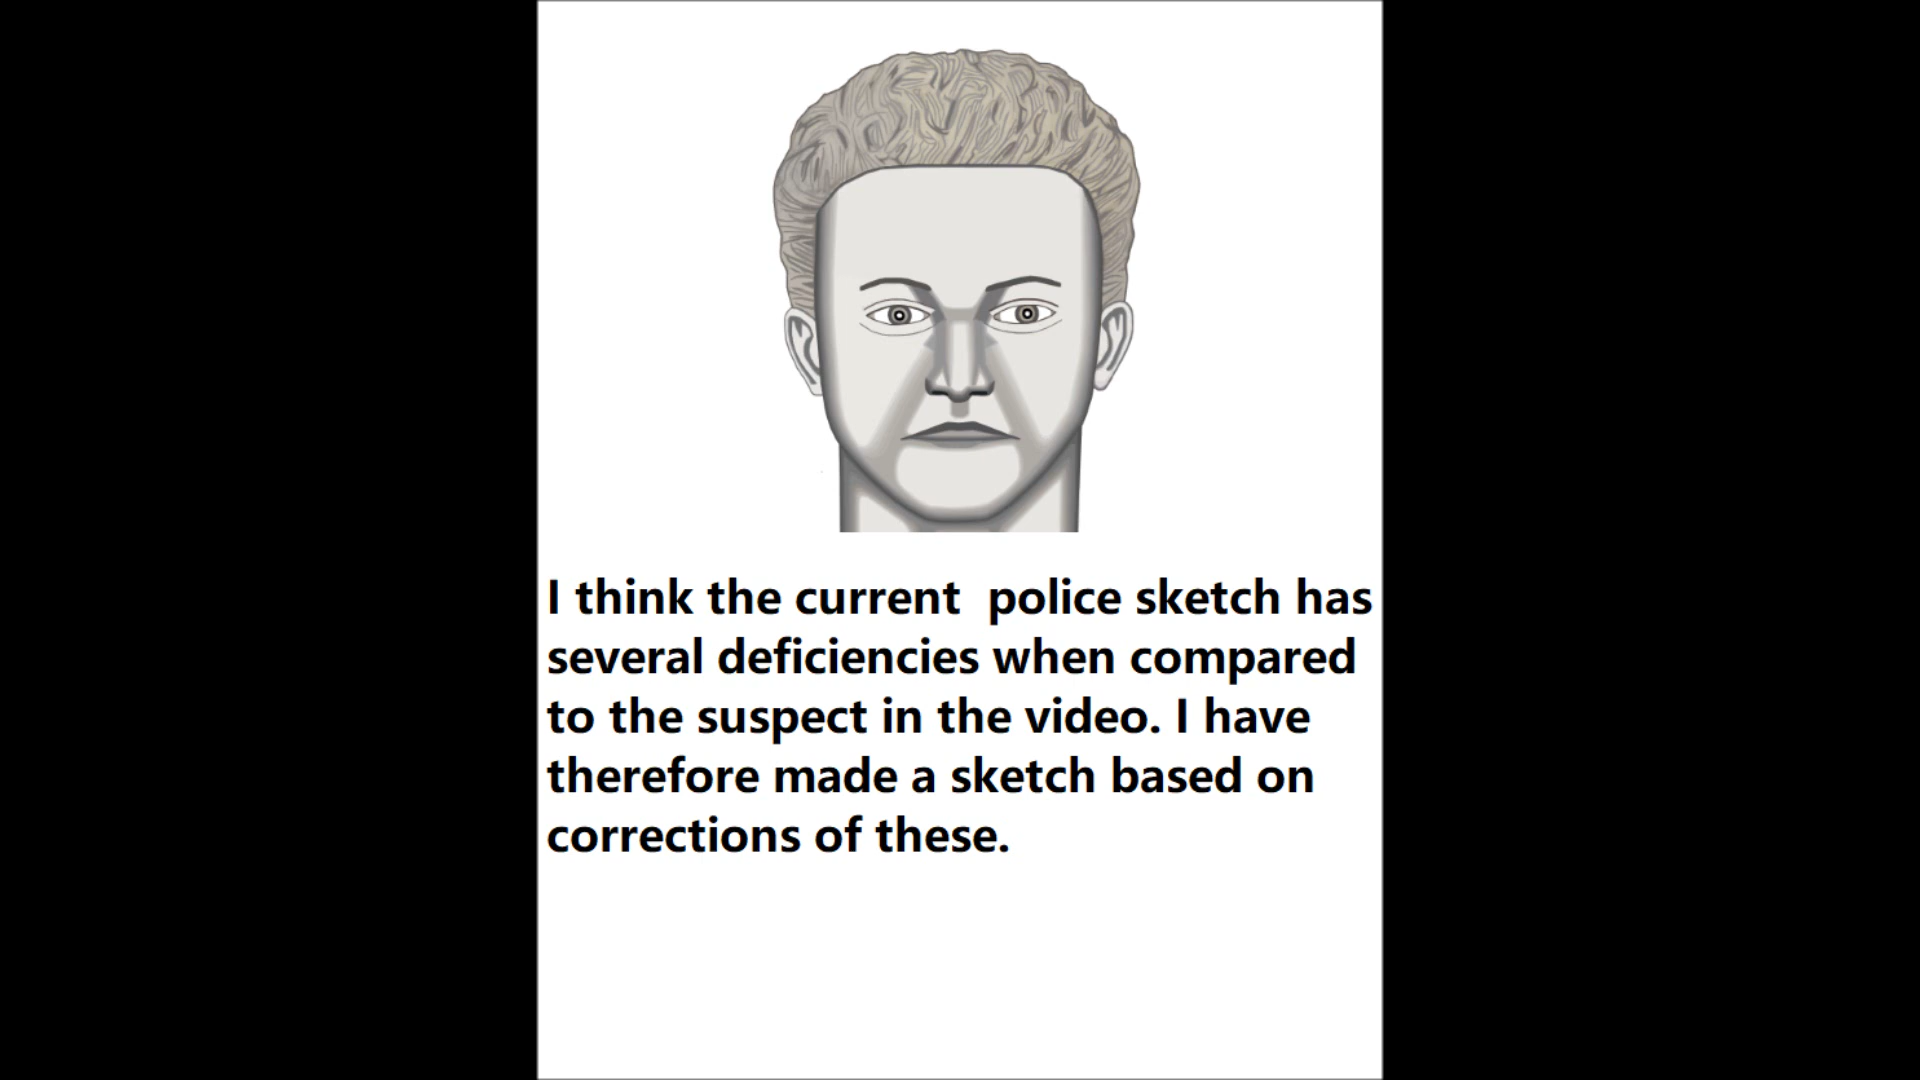 I think the current  police sketch has
several deficiencies when compared
to the suspect in the video. I have
therefore made a sketch based on
corrections of these.